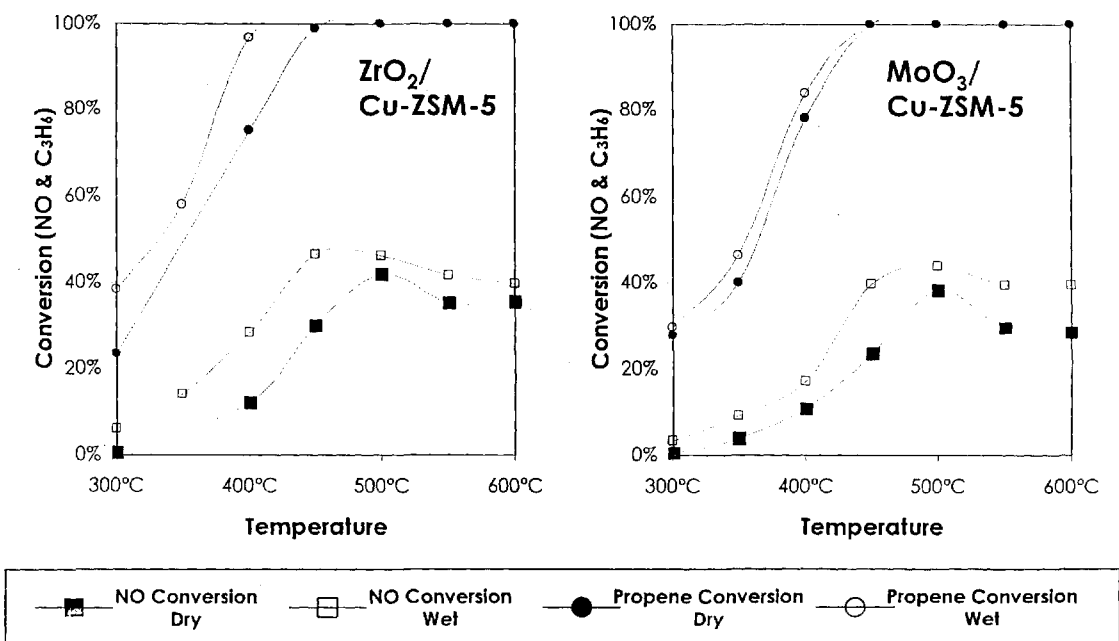 Conversion (NO & C₃H₆)
100%
80%
60%
40%
20%
0%
ZrO₂/
Cu-ZSM-5
300°C
400°C
500°C
600°C
Temperature
Conversion (NO & C₃H₆)
100%
80%
60%
40%
20%
0%
MoO₃/
Cu-ZSM-5
300°C
400°C
500°C
600°C
Temperature
NO Conversion
Dry
NO Conversion
Wet
Propene Conversion
Dry
Propene Conversion
Wet